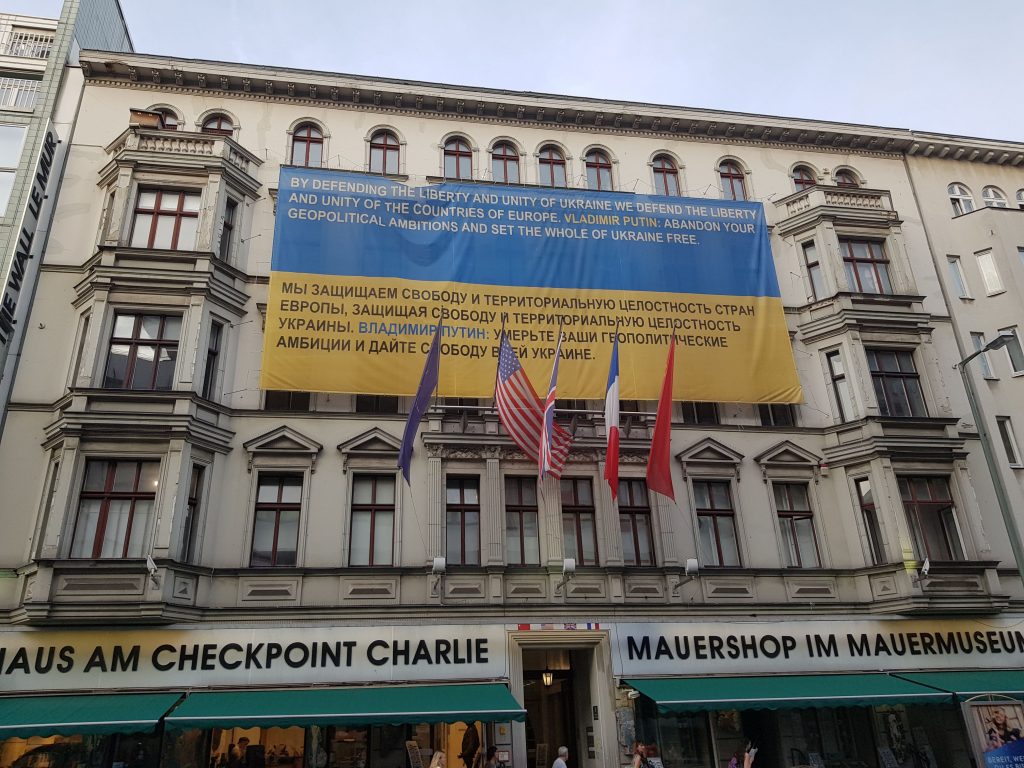 THE WALL LE MUR
BY DEFENDING THE LIBERTY AND UNITY OF UKRAINE WE DEFEND THE LIBERTY
AND UNITY OF THE COUNTRIES OF EUROPE. VLADIMIR PUTIN: ABANDON YOUR
GEOPOLITICAL AMBITIONS AND SET THE WHOLE OF UKRAINE FREE.
МЫ ЗАЩИЩАЕМ СВОБОДУ И ТЕРРИТОРИАЛЬНУЮ ЦЕЛОСТНОСТЬ СТРАН
ЕВРОПЫ, ЗАЩИЩАЯ СВОБОДУ И ТЕРРИТОРИАЛЬНУЮ ЦЕЛОСТНОСТЬ
УКРАИНЫ. ВЛАДИМИР ПУТИН: УМЕРЬТЕ ВАШИ ГЕОПОЛИТИЧЕСКИЕ
АМБИЦИИ И ДАЙТЕ СВОБОДУ ВСЕЙ УКРАИНЕ.
HAUS AM CHECKPOINT CHARLIE
MAUERSHOP IM MAUERMUSEUM